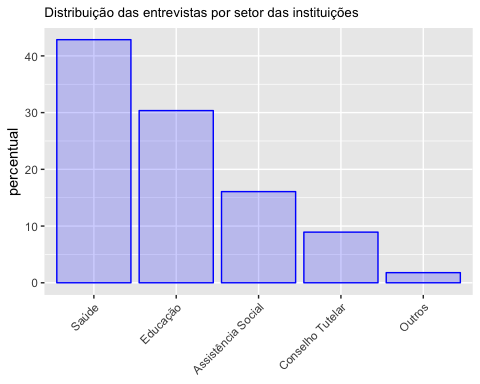 Distribuição das entrevistas por setor das instituições
percentual
40
30
20
10
0
Saúde
Educação
Assistência Social
Conselho Tutelar
Outros